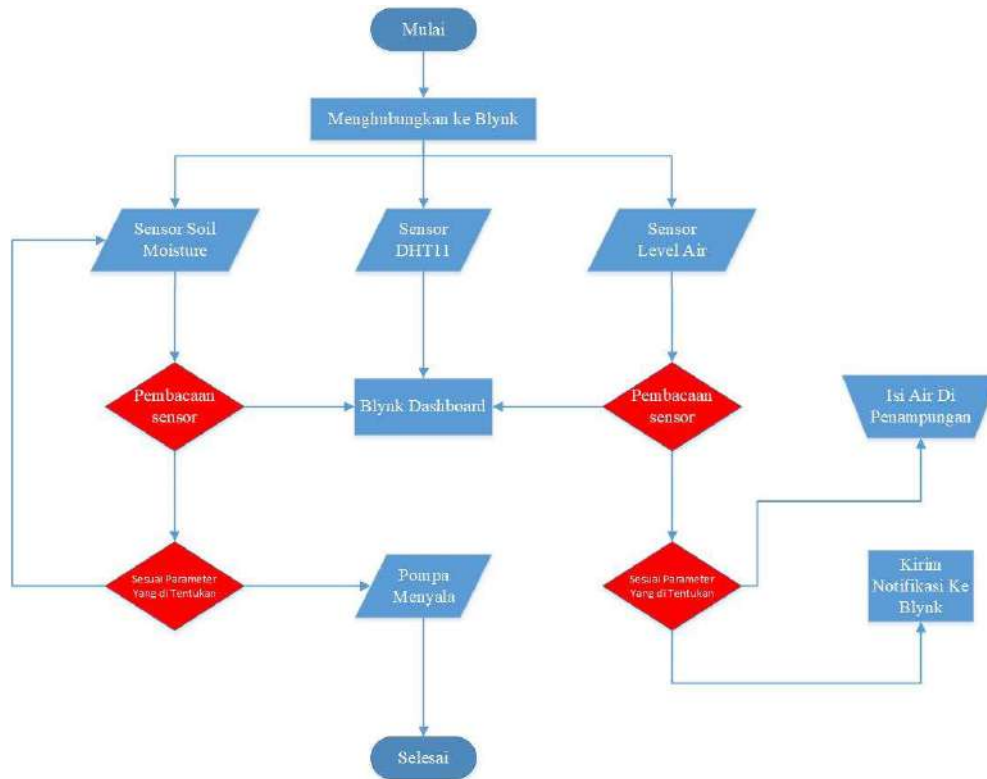 Mulai
Menghubungkan ke Blynk
Sensor Soil
Moisture
Sensor
DHT11
Sensor
Level Air
Pembacaan
sensor
Blynk Dashboard
Pembacaan
sensor
Isi Air Di
Penampungan
Sesuai Parameter
Yang di Tentukan
Pompa
Menyala
Sesuai Parameter
Yang di Tentukan
Kirim
Notifikasi Ke
Blynk
Selesai